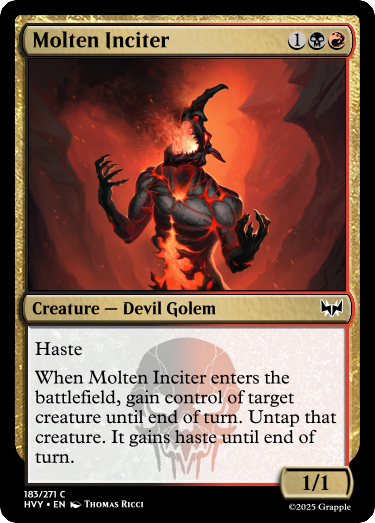 Molten Inciter 1
Creature — Devil Golem
Haste
When Molten Inciter enters the
battlefield, gain control of target
creature until end of turn. Untap that
creature. It gains haste until end of
turn.
1/1
183/271 C
HVY • EN Thomas Ricci
©2025 Grapple